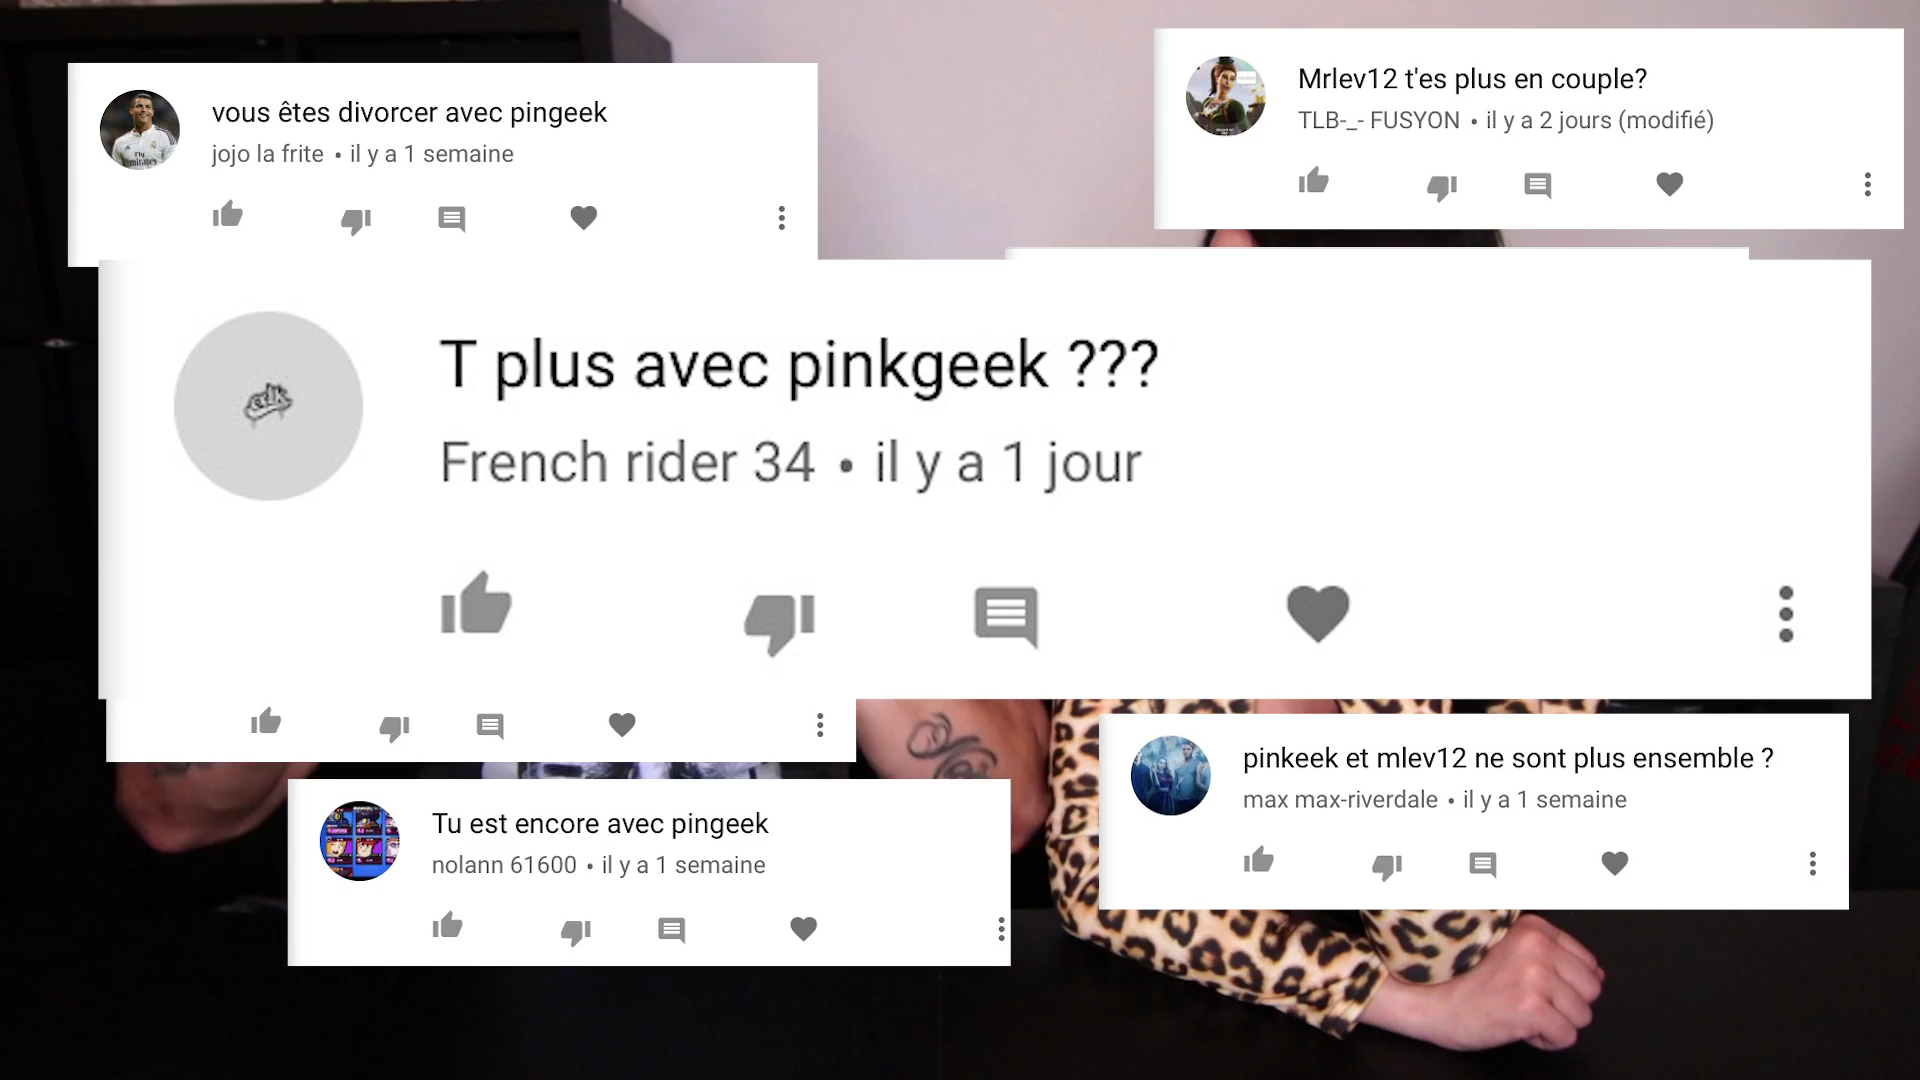 vous êtes divorcer avec pingeek
jojo la frite • il y a 1 semaine
Mrlev12 t'es plus en couple?
TLB-_- FUSYON • il y a 2 jours (modifié)
T plus avec pinkgeek ???
French rider 34 • il y a 1 jour
pinkeek et mlev12 ne sont plus ensemble ?
max max-riverdale • il y a 1 semaine
Tu est encore avec pingeek
nolann 61600 • il y a 1 semaine